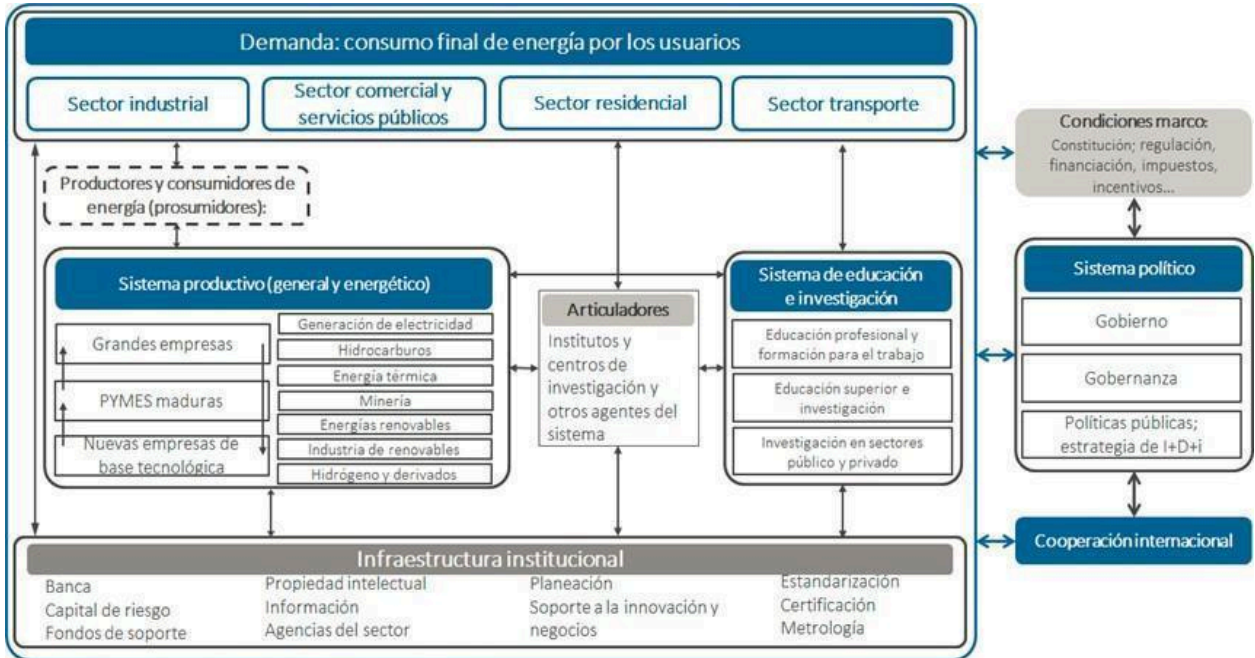 Demanda: consumo final de energía por los usuarios
Sector industrial
Sector comercial y
servicios públicos
Sector residencial
Sector transporte
Productores y consumidores de
energía (prosumidores):
Sistema productivo (general y energético)
Grandes empresas
PYMES maduras
Nuevas empresas de
base tecnológica
Generación de electricidad
Hidrocarburos
Energía térmica
Minería
Energías renovables
Industria de renovables
Hidrógeno y derivados
Articuladores
Institutos y
centros de
investigación y
otros agentes del
sistema
Sistema de educación
e investigación
Educación profesional y
formación para el trabajo
Educación superior e
investigación
Investigación en sectores
público y privado
Condiciones marco:
Constitución; regulación,
financiación, impuestos,
incentivos...
Sistema político
Gobierno
Gobernanza
Políticas públicas;
estrategia de I+D+i
Cooperación internacional
Infraestructura institucional
Banca
Capital de riesgo
Fondos de soporte
Propiedad intelectual
Información
Agencias del sector
Planeación
Soporte a la innovación y
negocios
Estandarización
Certificación
Metrología